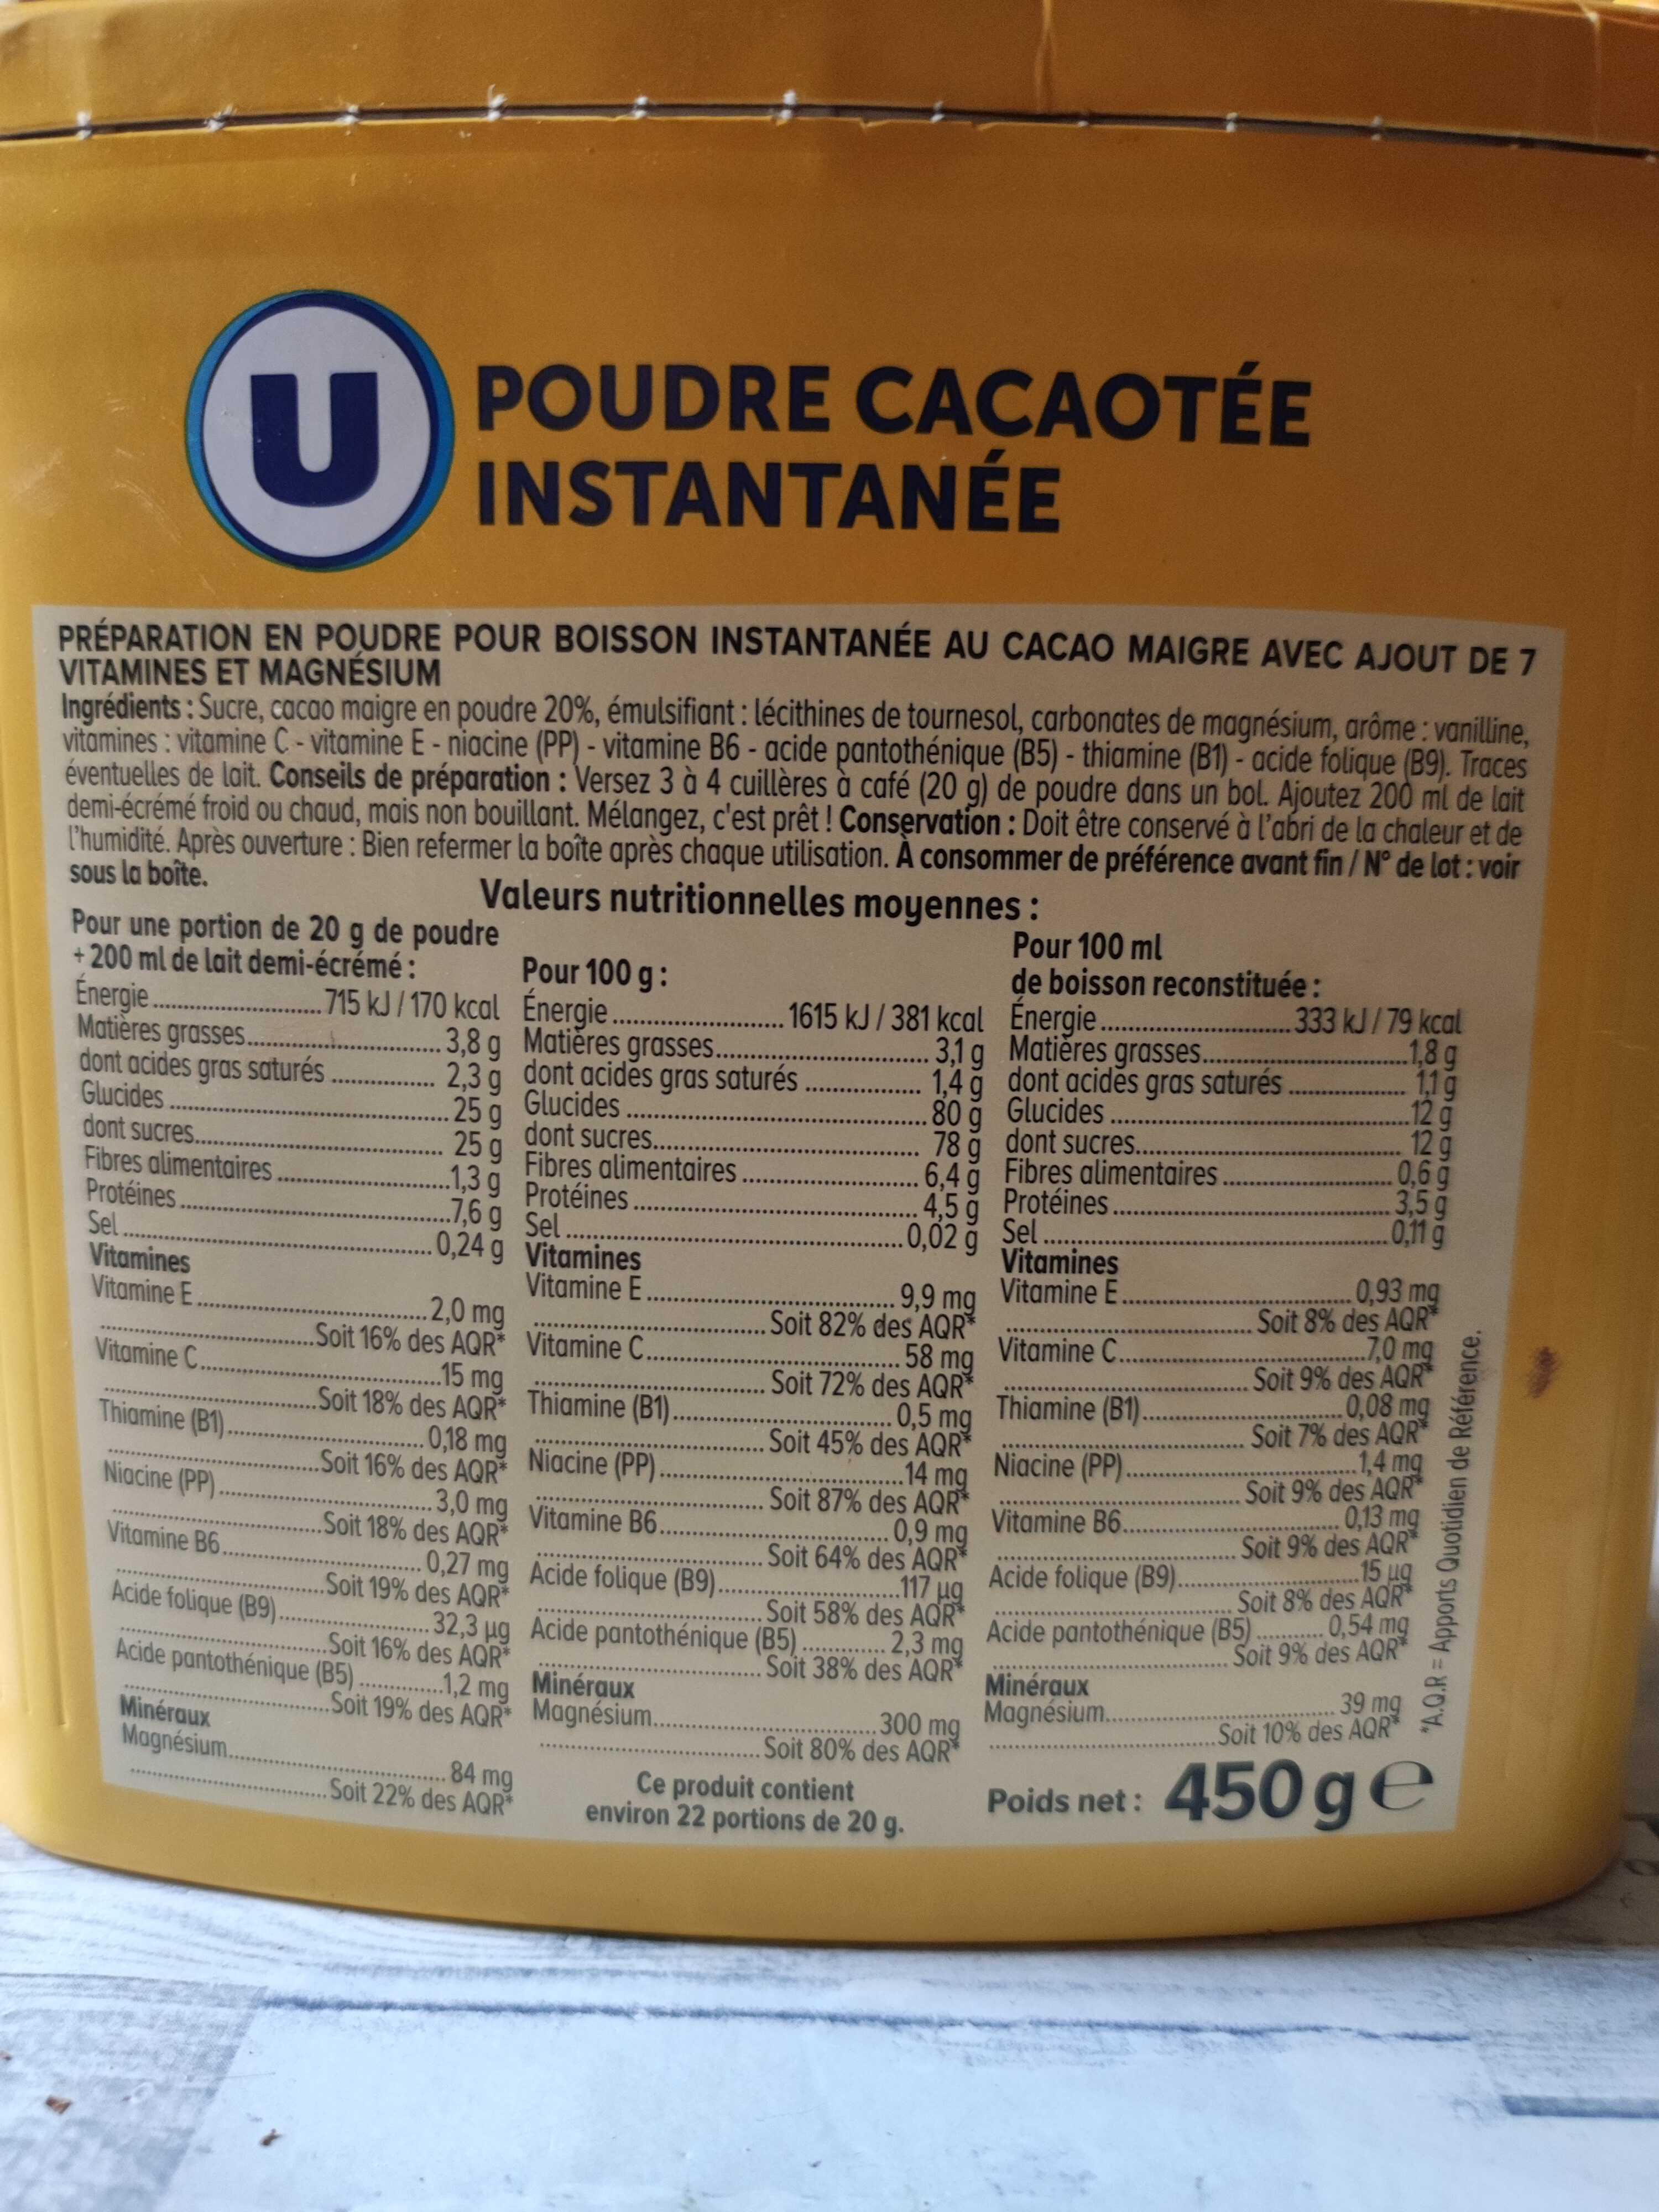 U
POUDRE CACAOTÉE
INSTANTANÉE
PRÉPARATION EN POUDRE POUR BOISSON INSTANTANÉE AU CACAO MAIGRE AVEC AJOUT DE 7
VITAMINES ET MAGNÉSIUM
Ingrédients : Sucre, cacao maigre en poudre 20%, émulsifiant : lécithines de tournesol, carbonates de magnésium, arôme : vanilline,
vitamines : vitamine C - vitamine E - niacine (PP) - vitamine B6 - acide pantothénique (B5) - thiamine (B1) - acide folique (B9). Traces
éventuelles de lait. Conseils de préparation : Versez 3 à 4 cuillères à café (20 g) de poudre dans un bol. Ajoutez 200 ml de lait
demi-écrémé froid ou chaud, mais non bouillant. Mélangez, c'est prêt ! Conservation : Doit être conservé à l'abri de la chaleur et de
l'humidité. Après ouverture : Bien refermer la boîte après chaque utilisation. À consommer de préférence avant fin / N° de lot : voir
sous la boîte.
Valeurs nutritionnelles moyennes :
Pour une portion de 20 g de poudre
+ 200 ml de lait demi-écrémé :
Énergie 715 kJ / 170 kcal
Matières grasses 3,8 g
dont acides gras saturés 2,3 g
Glucides 25 g
dont sucres 25 g
Fibres alimentaires 1,3 g
Protéines 7,6 g
Sel 0,24 g
Vitamines
Vitamine E 2,0 mg
Soit 16% des AQR*
Vitamine C 15 mg
Soit 18% des AQR*
Thiamine (B1) 0,18 mg
Soit 16% des AQR*
Niacine (PP) 3,0 mg
Soit 18% des AQR*
Vitamine B6 0,27 mg
Soit 19% des AQR*
Acide folique (B9) 32,3 µg
Soit 16% des AQR*
Acide pantothénique (B5) 1,2 mg
Soit 19% des AQR*
Minéraux
Magnésium 84 mg
Soit 22% des AQR*
Pour 100 g :
Énergie 1615 kJ / 381 kcal
Matières grasses 3,1 g
dont acides gras saturés 1,4 g
Glucides 80 g
dont sucres 78 g
Fibres alimentaires 6,4 g
Protéines 4,5 g
Sel 0,02 g
Vitamines
Vitamine E 9,9 mg
Soit 82% des AQR*
Vitamine C 58 mg
Soit 72% des AQR*
Thiamine (B1) 0,5 mg
Soit 45% des AQR*
Niacine (PP) 14 mg
Soit 87% des AQR*
Vitamine B6 0,9 mg
Soit 64% des AQR*
Acide folique (B9) 117 µg
Soit 58% des AQR*
Acide pantothénique (B5) 2,3 mg
Soit 38% des AQR*
Minéraux
Magnésium 300 mg
Soit 80% des AQR*
Ce produit contient
environ 22 portions de 20 g.
Pour 100 ml
de boisson reconstituée :
Énergie 333 kJ / 79 kcal
Matières grasses 1,8 g
dont acides gras saturés 1,1 g
Glucides 12 g
dont sucres 12 g
Fibres alimentaires 0,6 g
Protéines 3,5 g
Sel 0,11 g
Vitamines
Vitamine E 0,93 mg
Soit 8% des AQR*
Vitamine C 7,0 mg
Soit 9% des AQR*
Thiamine (B1) 0,08 mg
Soit 7% des AQR*
Niacine (PP) 1,4 mg
Soit 9% des AQR*
Vitamine B6 0,13 mg
Soit 9% des AQR*
Acide folique (B9) 15 µg
Soit 8% des AQR*
Acide pantothénique (B5) 0,54 mg
Soit 9% des AQR*
Minéraux
Magnésium 39 mg
Soit 10% des AQR*
Poids net : 450 g e
*A.Q.R = Apports Quotidien de Référence.